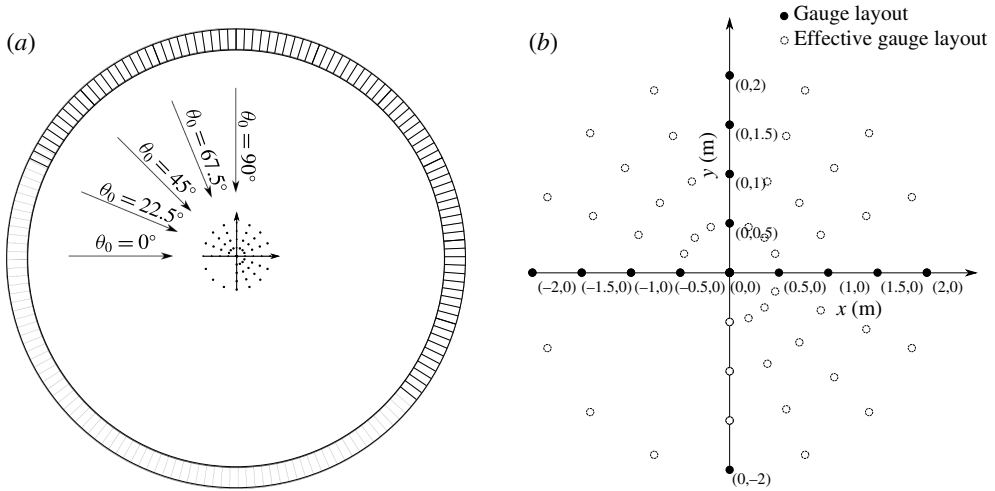 (a)
θ₀ = 90°
θ₀ = 67.5°
θ₀ = 45°
θ₀ = 22.5°
θ₀ = 0°
(b)
Gauge layout
Effective gauge layout
(0,2)
(0,1.5)
y (m)
(0,1)
(0,0.5)
(−2,0) (−1.5,0) (−1,0) (−0.5,0) (0,0) (0.5,0) (1,0) (1.5,0) (2,0)
x (m)
(0,−2)